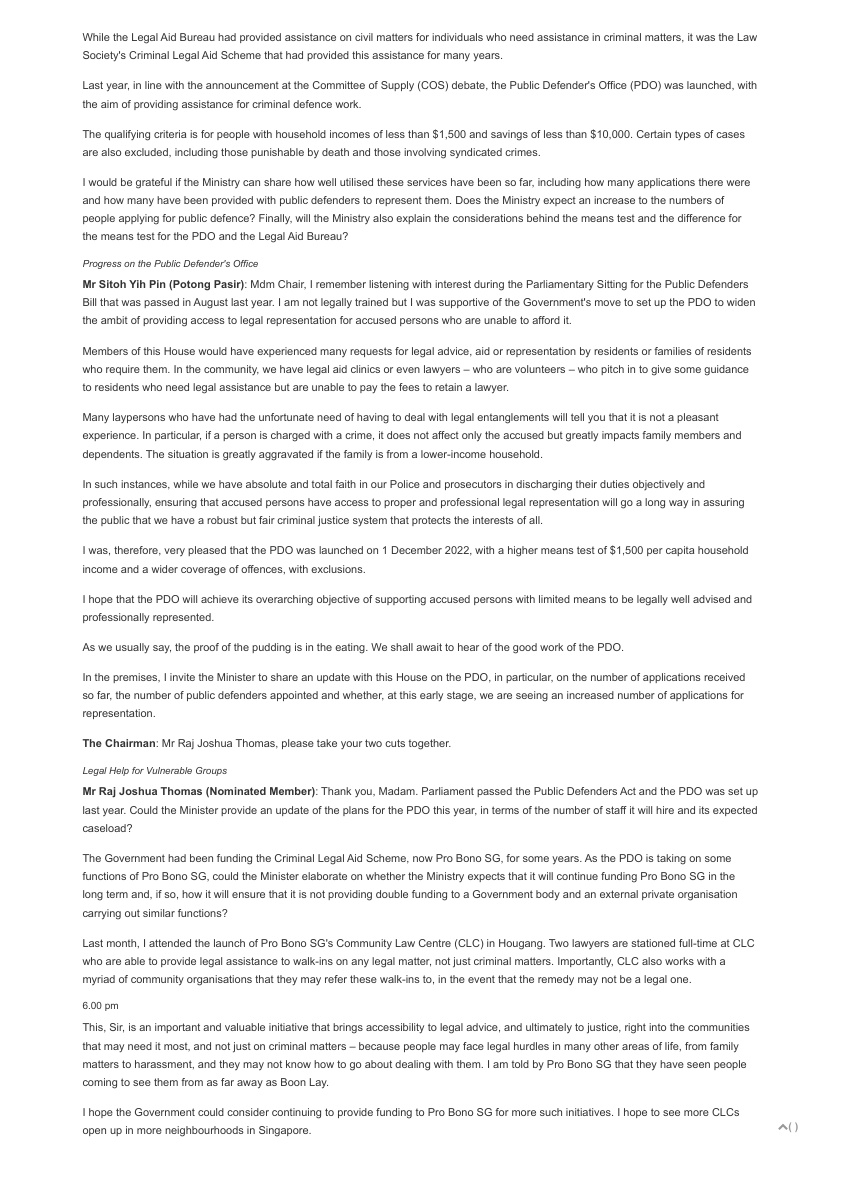 While the Legal Aid Bureau had provided assistance on civil matters for individuals who need assistance in criminal matters, it was the Law
Society's Criminal Legal Aid Scheme that had provided this assistance for many years.
Last year, in line with the announcement at the Committee of Supply (COS) debate, the Public Defender's Office (PDO) was launched, with
the aim of providing assistance for criminal defence work.
The qualifying criteria is for people with household incomes of less than $1,500 and savings of less than $10,000. Certain types of cases
are also excluded, including those punishable by death and those involving syndicated crimes.
I would be grateful if the Ministry can share how well utilised these services have been so far, including how many applications there were
and how many have been provided with public defenders to represent them. Does the Ministry expect an increase to the numbers of
people applying for public defence? Finally, will the Ministry also explain the considerations behind the means test and the difference for
the means test for the PDO and the Legal Aid Bureau?
Progress on the Public Defender's Office
Mr Sitoh Yih Pin (Potong Pasir): Mdm Chair, I remember listening with interest during the Parliamentary Sitting for the Public Defenders
Bill that was passed in August last year. I am not legally trained but I was supportive of the Government's move to set up the PDO to widen
the ambit of providing access to legal representation for accused persons who are unable to afford it.
Members of this House would have experienced many requests for legal advice, aid or representation by residents or families of residents
who require them. In the community, we have legal aid clinics or even lawyers – who are volunteers – who pitch in to give some guidance
to residents who need legal assistance but are unable to pay the fees to retain a lawyer.
Many laypersons who have had the unfortunate need of having to deal with legal entanglements will tell you that it is not a pleasant
experience. In particular, if a person is charged with a crime, it does not affect only the accused but greatly impacts family members and
dependents. The situation is greatly aggravated if the family is from a lower-income household.
In such instances, while we have absolute and total faith in our Police and prosecutors in discharging their duties objectively and
professionally, ensuring that accused persons have access to proper and professional legal representation will go a long way in assuring
the public that we have a robust but fair criminal justice system that protects the interests of all.
I was, therefore, very pleased that the PDO was launched on 1 December 2022, with a higher means test of $1,500 per capita household
income and a wider coverage of offences, with exclusions.
I hope that the PDO will achieve its overarching objective of supporting accused persons with limited means to be legally well advised and
professionally represented.
As we usually say, the proof of the pudding is in the eating. We shall await to hear of the good work of the PDO.
In the premises, I invite the Minister to share an update with this House on the PDO, in particular, on the number of applications received
so far, the number of public defenders appointed and whether, at this early stage, we are seeing an increased number of applications for
representation.
The Chairman: Mr Raj Joshua Thomas, please take your two cuts together.
Legal Help for Vulnerable Groups
Mr Raj Joshua Thomas (Nominated Member): Thank you, Madam. Parliament passed the Public Defenders Act and the PDO was set up
last year. Could the Minister provide an update of the plans for the PDO this year, in terms of the number of staff it will hire and its expected
caseload?
The Government had been funding the Criminal Legal Aid Scheme, now Pro Bono SG, for some years. As the PDO is taking on some
functions of Pro Bono SG, could the Minister elaborate on whether the Ministry expects that it will continue funding Pro Bono SG in the
long term and, if so, how it will ensure that it is not providing double funding to a Government body and an external private organisation
carrying out similar functions?
Last month, I attended the launch of Pro Bono SG's Community Law Centre (CLC) in Hougang. Two lawyers are stationed full-time at CLC
who are able to provide legal assistance to walk-ins on any legal matter, not just criminal matters. Importantly, CLC also works with a
myriad of community organisations that they may refer these walk-ins to, in the event that the remedy may not be a legal one.
6.00 pm
This, Sir, is an important and valuable initiative that brings accessibility to legal advice, and ultimately to justice, right into the communities
that may need it most, and not just on criminal matters – because people may face legal hurdles in many other areas of life, from family
matters to harassment, and they may not know how to go about dealing with them. I am told by Pro Bono SG that they have seen people
coming to see them from as far away as Boon Lay.
I hope the Government could consider continuing to provide funding to Pro Bono SG for more such initiatives. I hope to see more CLCs
open up in more neighbourhoods in Singapore.
( )